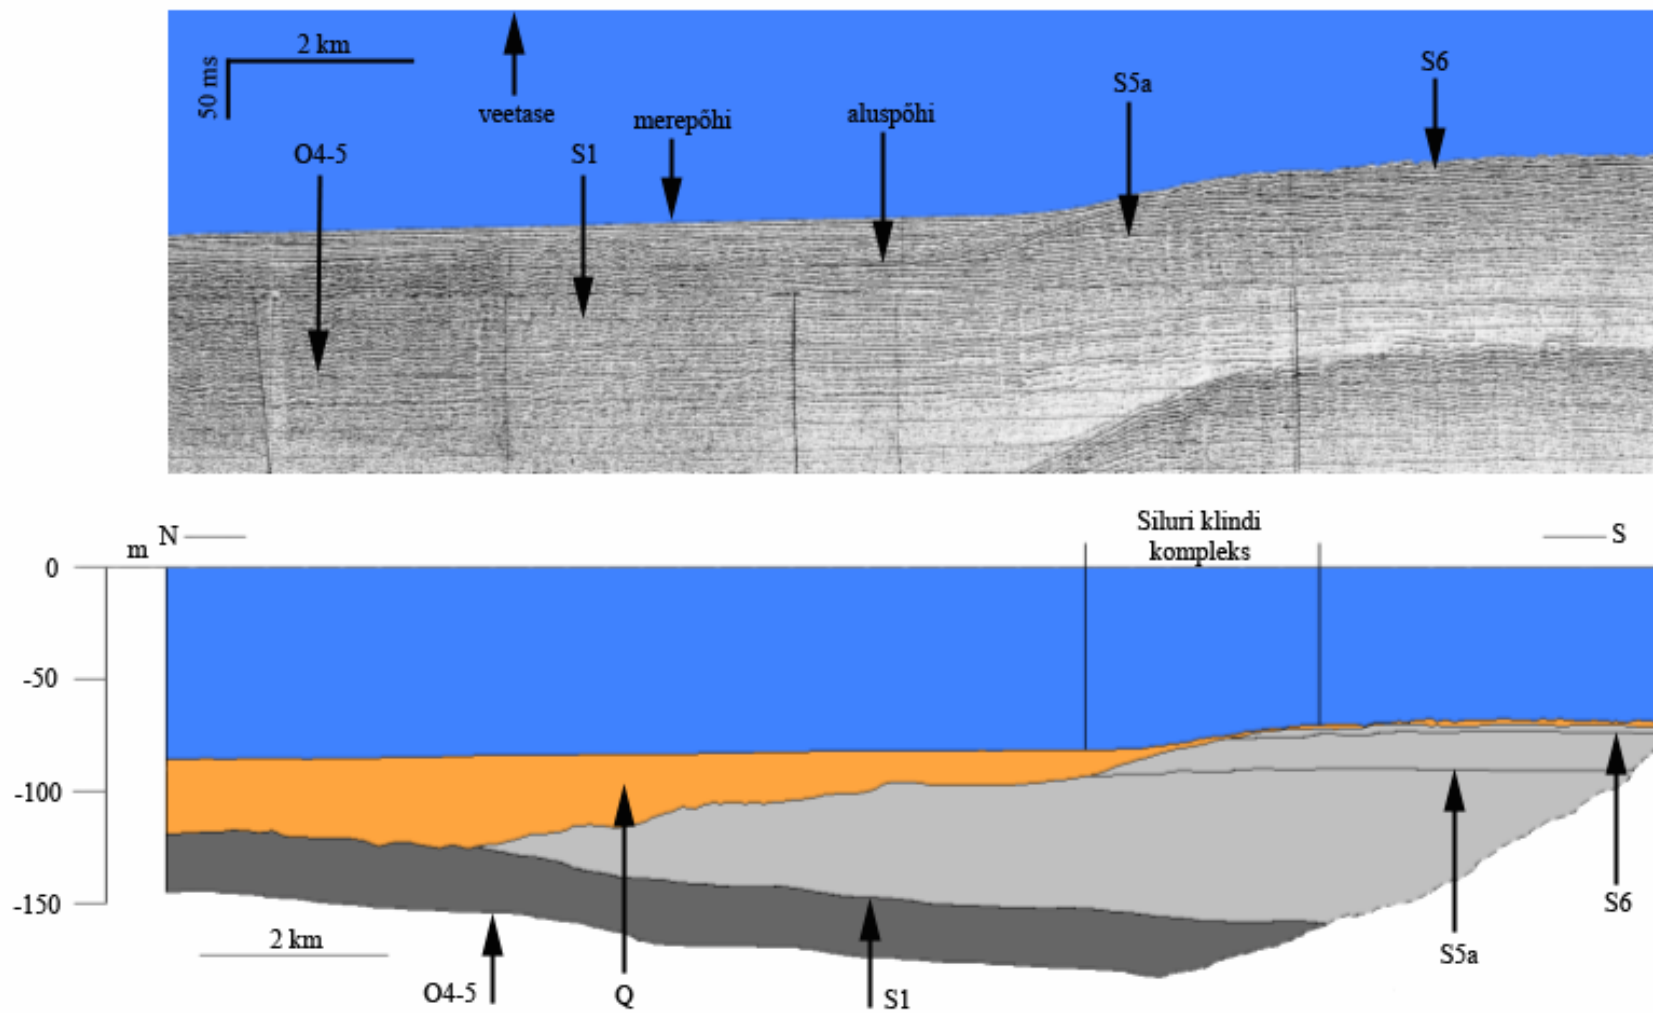 2 km
50 ms
veetase
merepõhi
aluspõhi
S5a
S6
O4-5
S1
Siluri klindi
kompleks
N
S
m
0
-50
-100
-150
2 km
O4-5
Q
S1
S5a
S6